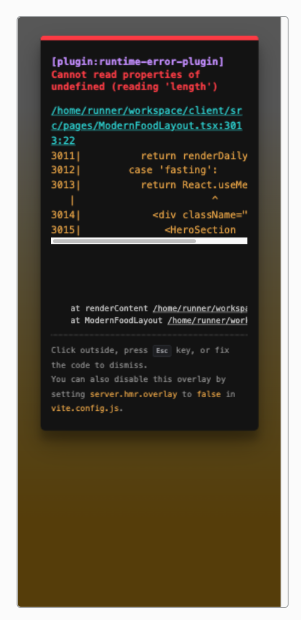 [plugin:runtime-error-plugin]
Cannot read properties of
undefined (reading 'length')
/home/runner/workspace/client/sr
c/pages/ModernFoodLayout.tsx:301
3:22
3011|         return renderDaily
3012|       case 'fasting':
3013|         return React.useMe
   |                     ^
3014|           <div className="
3015|             <HeroSection
at renderContent /home/runner/workspa
at ModernFoodLayout /home/runner/work
Click outside, press Esc key, or fix
the code to dismiss.
You can also disable this overlay by
setting server.hmr.overlay to false in
vite.config.js.